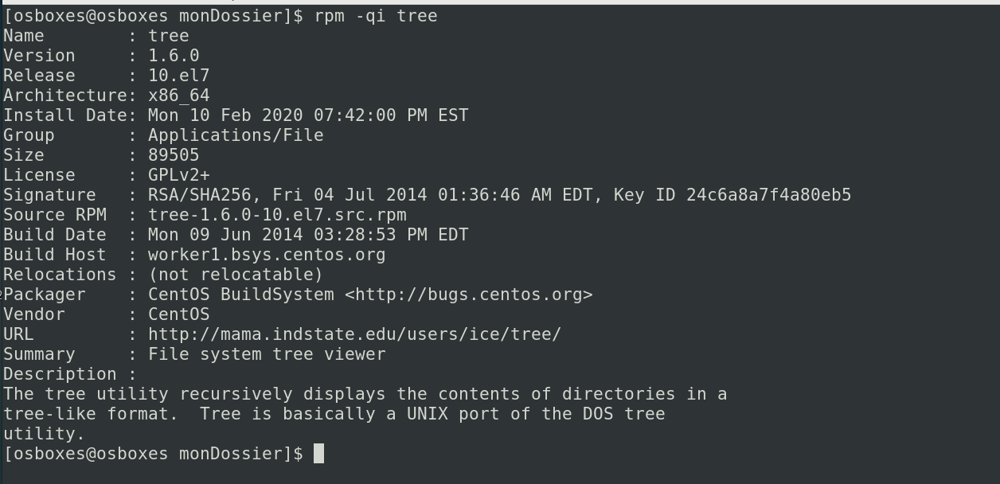 [osboxes@osboxes monDossier]$ rpm -qi tree
Name        : tree
Version     : 1.6.0
Release     : 10.el7
Architecture: x86_64
Install Date: Mon 10 Feb 2020 07:42:00 PM EST
Group       : Applications/File
Size        : 89505
License     : GPLv2+
Signature   : RSA/SHA256, Fri 04 Jul 2014 01:36:46 AM EDT, Key ID 24c6a8a7f4a80eb5
Source RPM  : tree-1.6.0-10.el7.src.rpm
Build Date  : Mon 09 Jun 2014 03:28:53 PM EDT
Build Host  : worker1.bsys.centos.org
Relocations : (not relocatable)
Packager    : CentOS BuildSystem <http://bugs.centos.org>
Vendor      : CentOS
URL         : http://mama.indstate.edu/users/ice/tree/
Summary     : File system tree viewer
Description :
The tree utility recursively displays the contents of directories in a
tree-like format.  Tree is basically a UNIX port of the DOS tree
utility.
[osboxes@osboxes monDossier]$